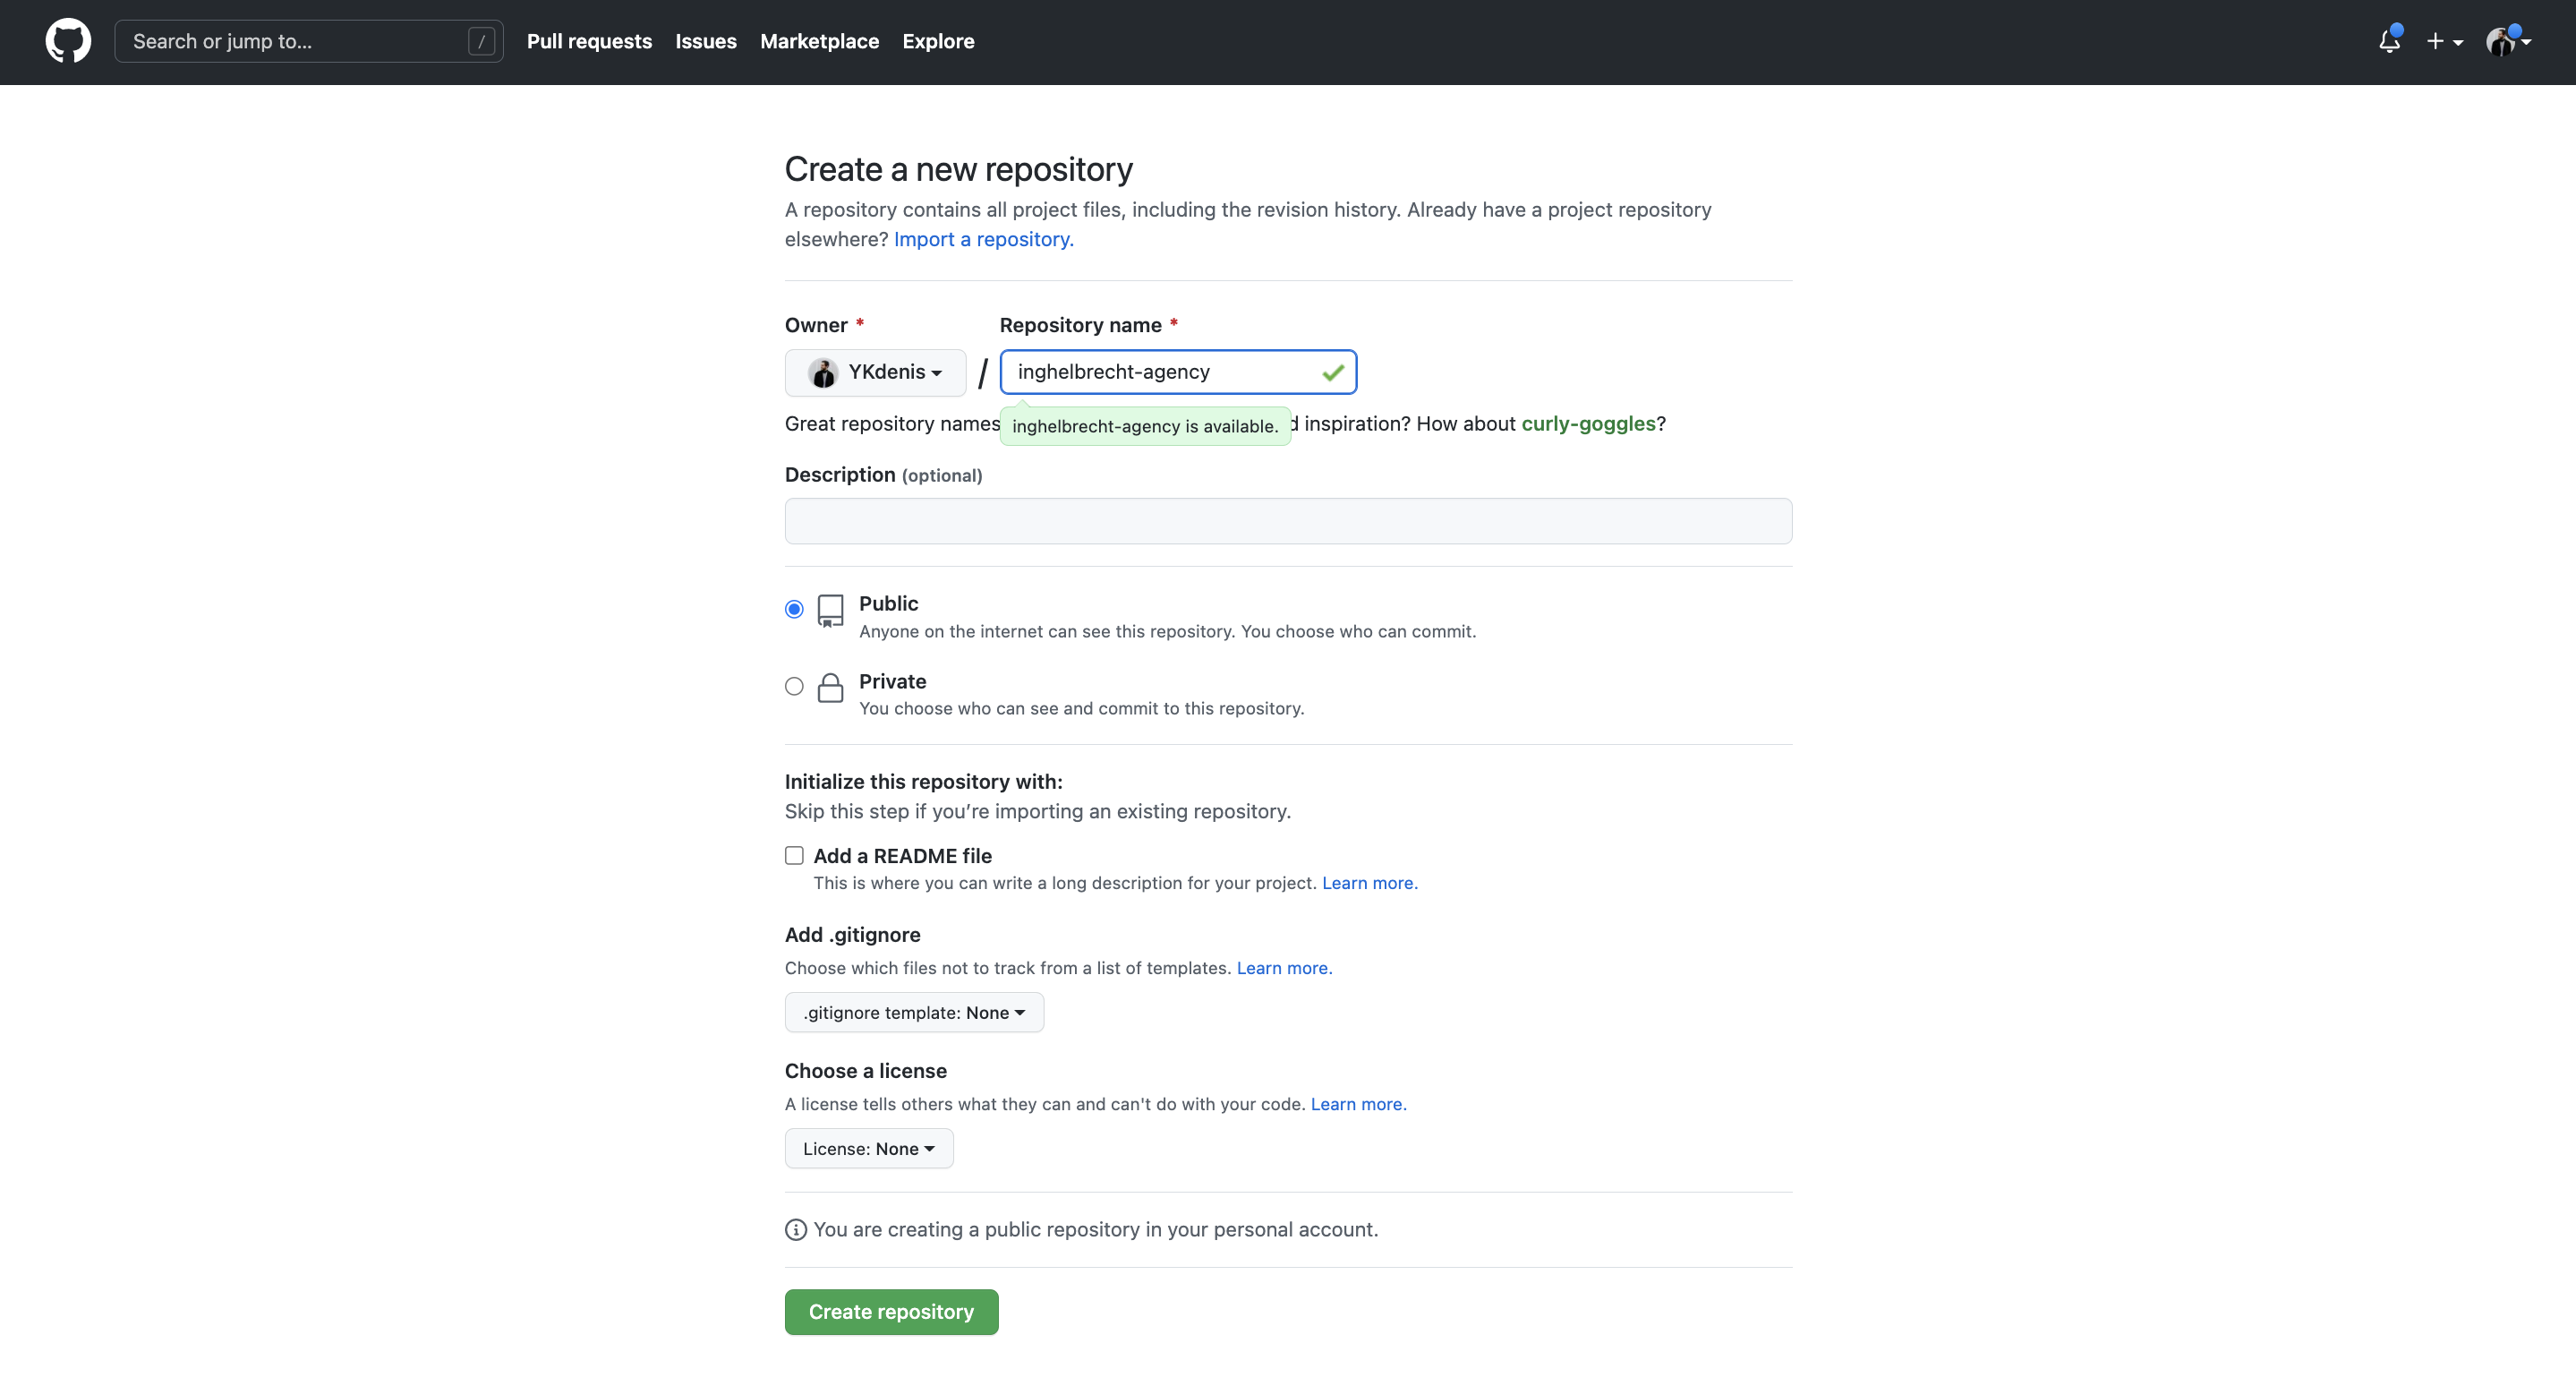 Search or jump to... / Pull requests Issues Marketplace Explore
Create a new repository
A repository contains all project files, including the revision history. Already have a project repository
elsewhere? Import a repository.
Owner * Repository name *
YKdenis / inghelbrecht-agency
Great repository names inspiration? How about curly-goggles?
inghelbrecht-agency is available.
Description (optional)
Public
Anyone on the internet can see this repository. You choose who can commit.
Private
You choose who can see and commit to this repository.
Initialize this repository with:
Skip this step if you’re importing an existing repository.
Add a README file
This is where you can write a long description for your project. Learn more.
Add .gitignore
Choose which files not to track from a list of templates. Learn more.
.gitignore template: None
Choose a license
A license tells others what they can and can't do with your code. Learn more.
License: None
You are creating a public repository in your personal account.
Create repository